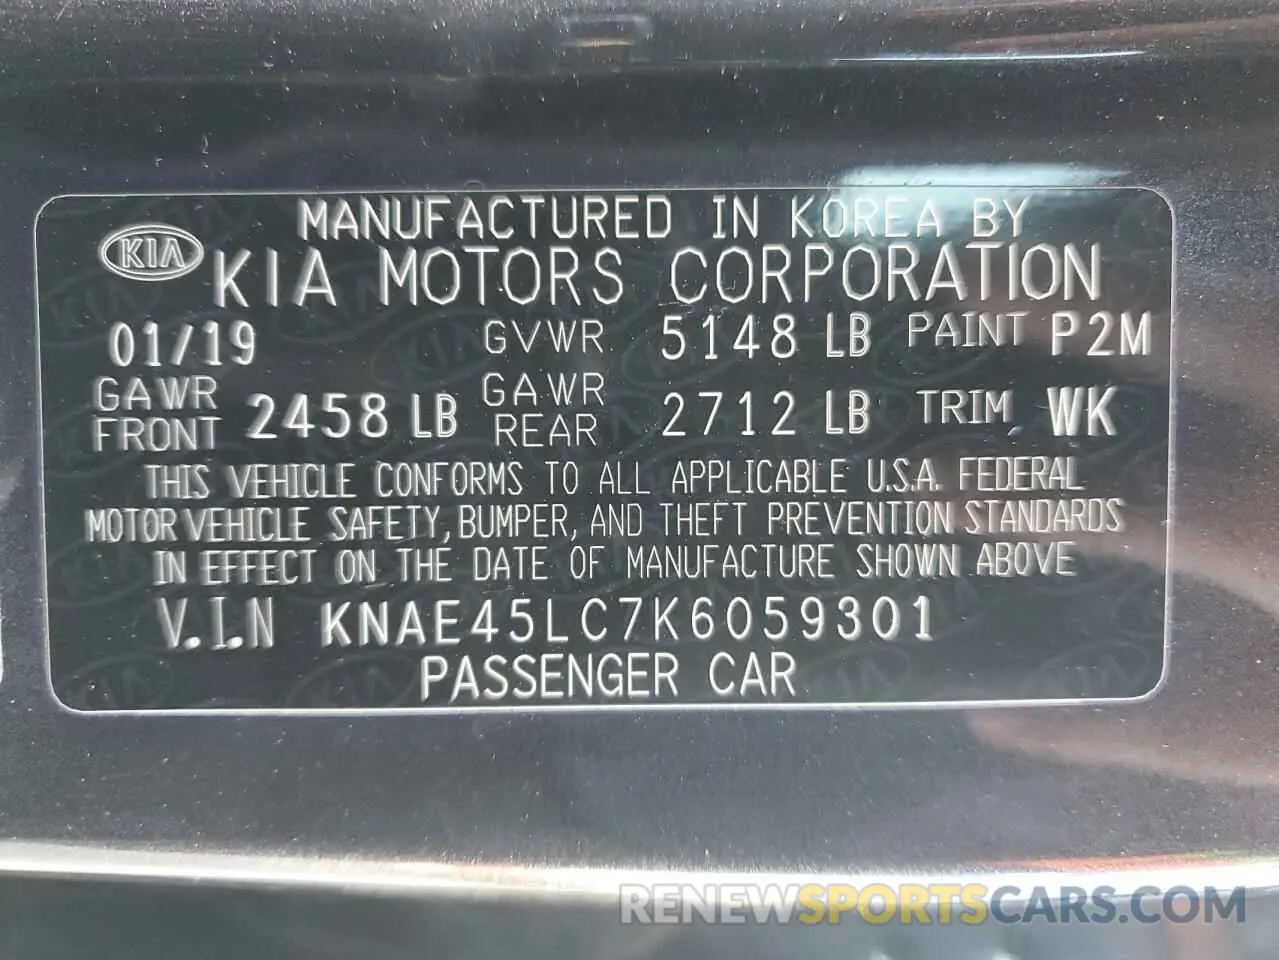 MANUFACTURED IN KOREA BY
KIA KIA MOTORS CORPORATION
01/19 GVWR 5148 LB PAINT P2M
GAWR FRONT 2458 LB GAWR REAR 2712 LB TRIM WK
THIS VEHICLE CONFORMS TO ALL APPLICABLE U.S.A. FEDERAL
MOTOR VEHICLE SAFETY, BUMPER, AND THEFT PREVENTION STANDARDS
IN EFFECT ON THE DATE OF MANUFACTURE SHOWN ABOVE
V.I.N KNAE45LC7K6059301
PASSENGER CAR
RENEWSPORTSCARS.COM